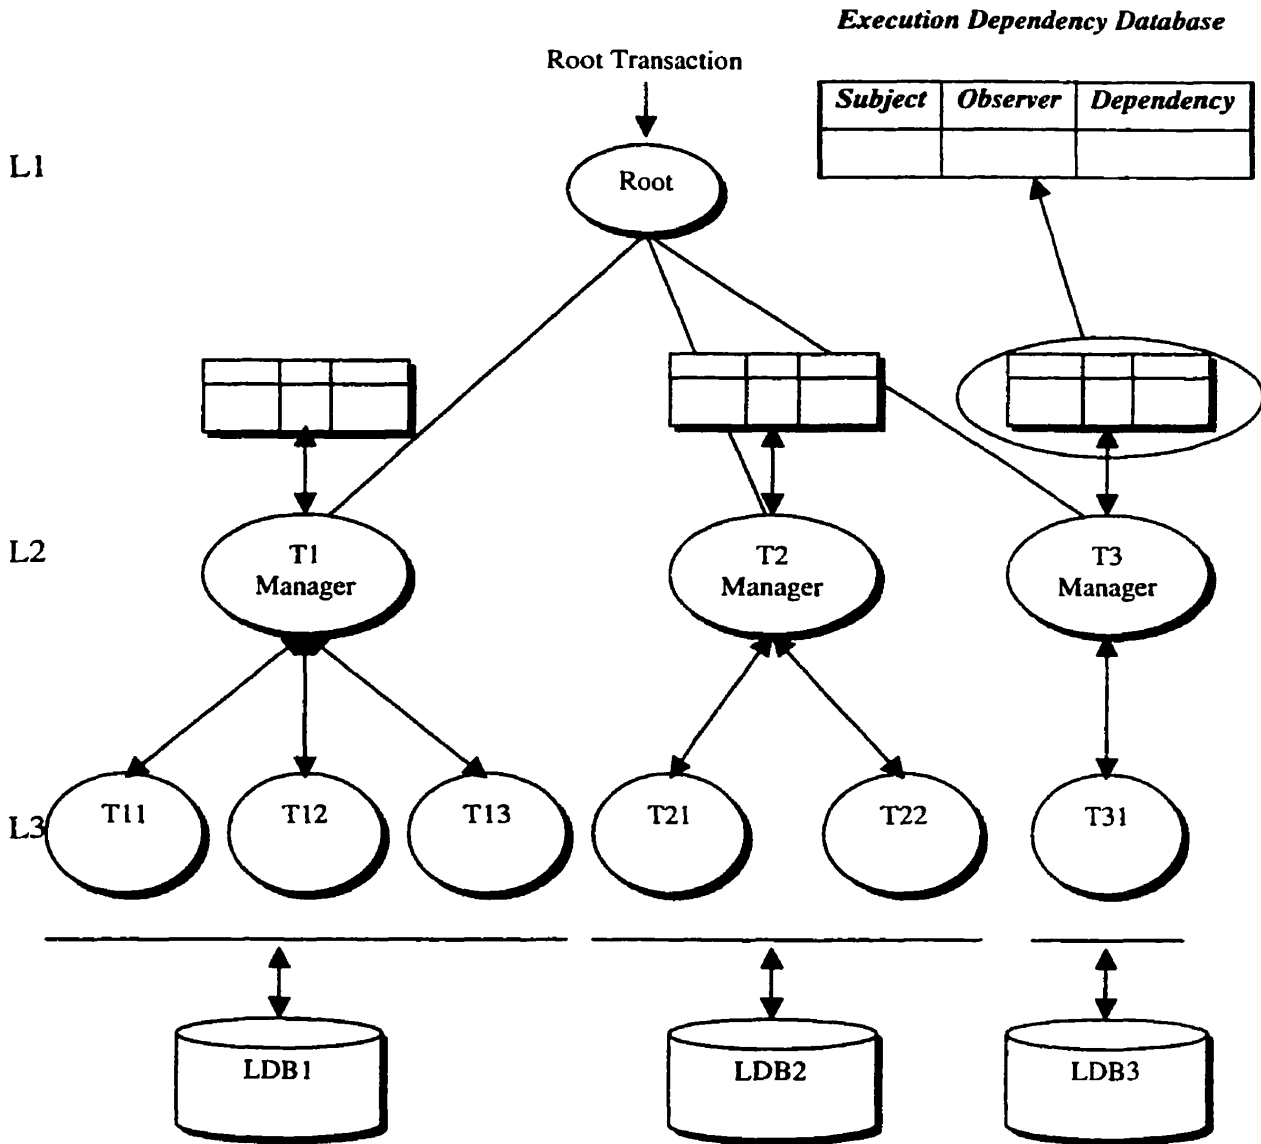 Execution Dependency Database
Root Transaction
Subject Observer Dependency
L1
Root
L2
T1
Manager
T2
Manager
T3
Manager
L3
T11
T12
T13
T21
T22
T31
LDB1
LDB2
LDB3